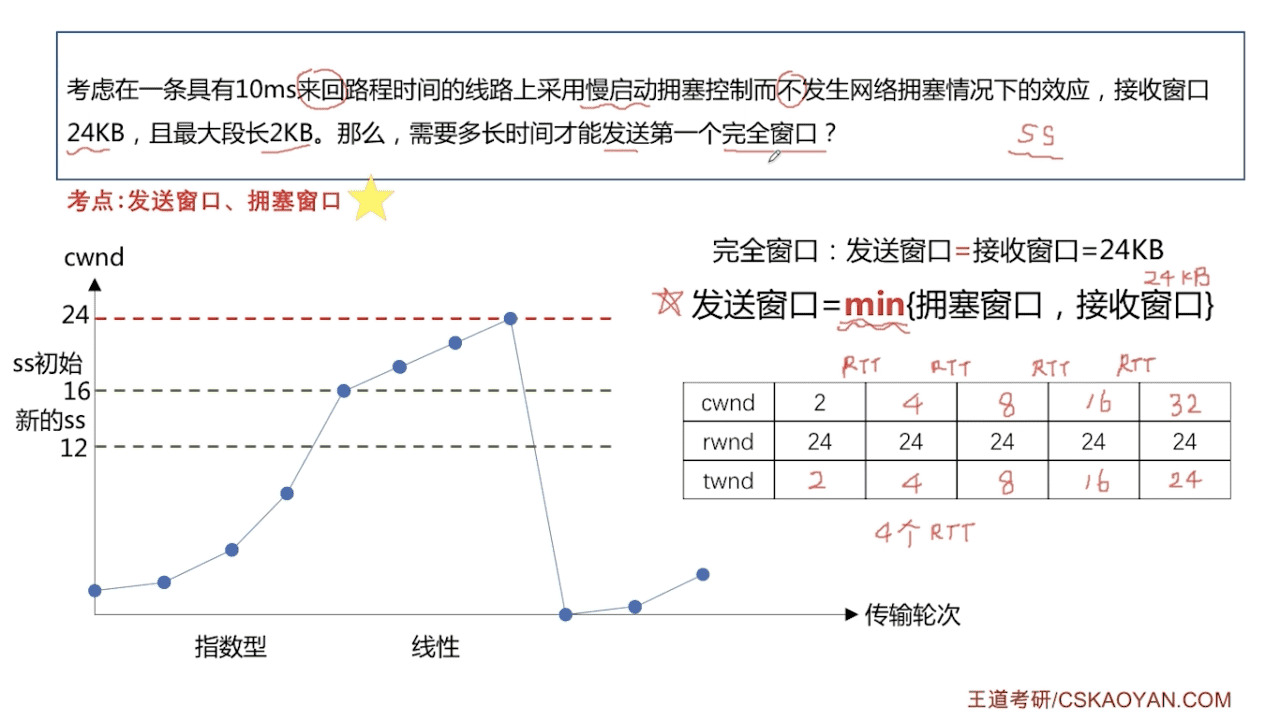 考虑在一条具有10ms来回路程时间的线路上采用慢启动拥塞控制而不发生网络拥塞情况下的效应，接收窗口
24KB，且最大段长2KB。那么，需要多长时间才能发送第一个完全窗口？
SS
考点:发送窗口、拥塞窗口
cwnd
24
ss初始
16
新的ss
12
指数型
线性
传输轮次
完全窗口：发送窗口=接收窗口=24KB
24KB
发送窗口=min{拥塞窗口，接收窗口}
RTT RTT RTT RTT
cwnd 2 4 8 16 32
rwnd 24 24 24 24 24
twnd 2 4 8 16 24
4个RTT
王道考研/CSKAOYAN.COM